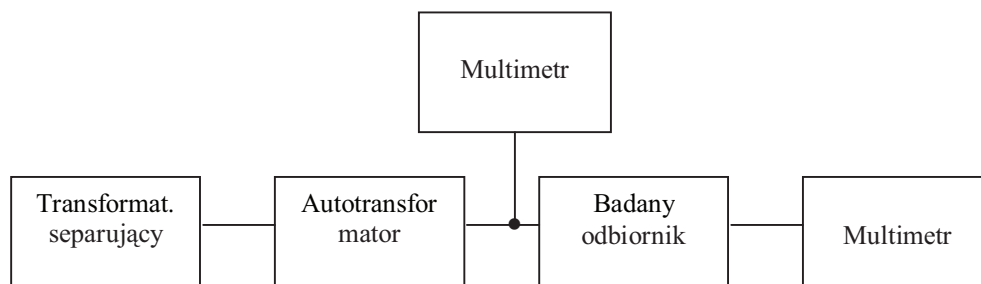 Multimetr
Transformat.
separujący
Autotransfor
mator
Badany
odbiornik
Multimetr